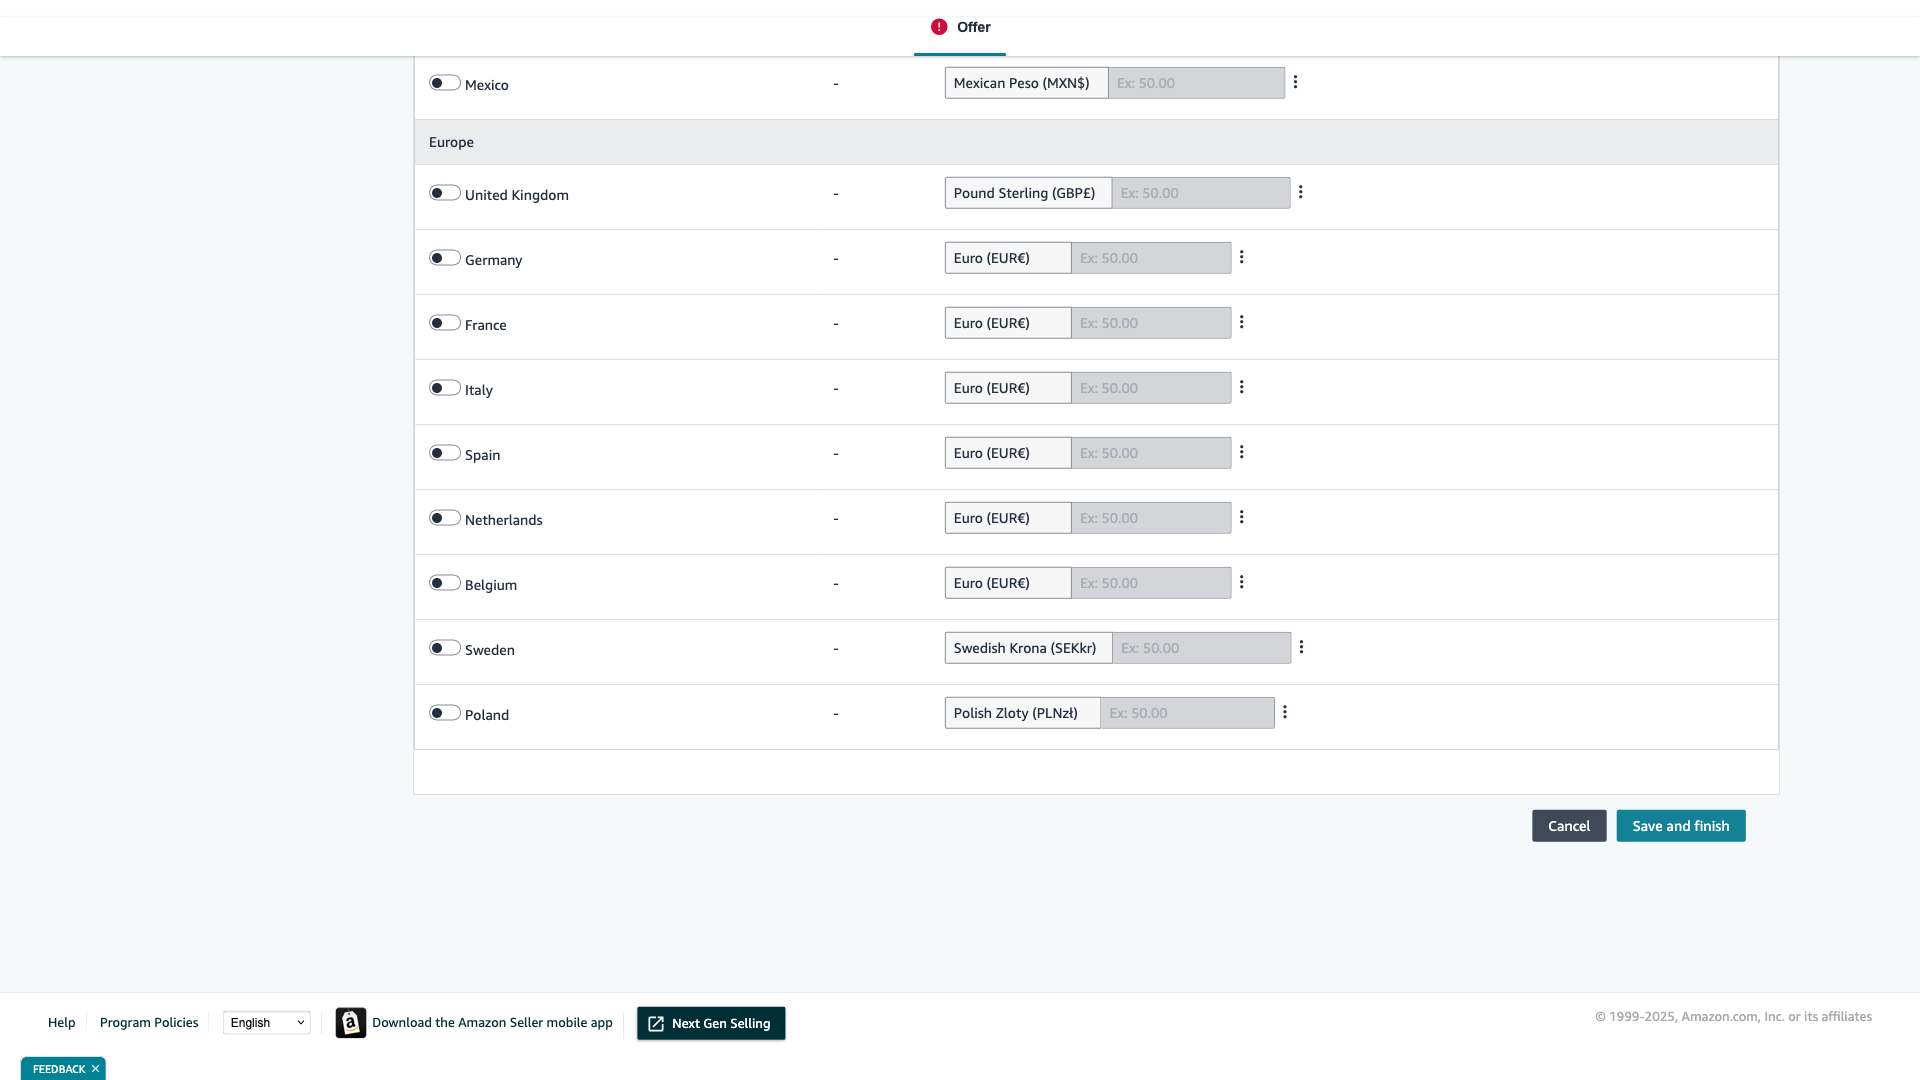 Offer
Mexico - Mexican Peso (MXN$) Ex: 50.00
Europe
United Kingdom - Pound Sterling (GBP£) Ex: 50.00
Germany - Euro (EUR€) Ex: 50.00
France - Euro (EUR€) Ex: 50.00
Italy - Euro (EUR€) Ex: 50.00
Spain - Euro (EUR€) Ex: 50.00
Netherlands - Euro (EUR€) Ex: 50.00
Belgium - Euro (EUR€) Ex: 50.00
Sweden - Swedish Krona (SEKkr) Ex: 50.00
Poland - Polish Zloty (PLNzł) Ex: 50.00
Cancel Save and finish
Help Program Policies English Download the Amazon Seller mobile app Next Gen Selling © 1999-2025, Amazon.com, Inc. or its affiliates
FEEDBACK ×